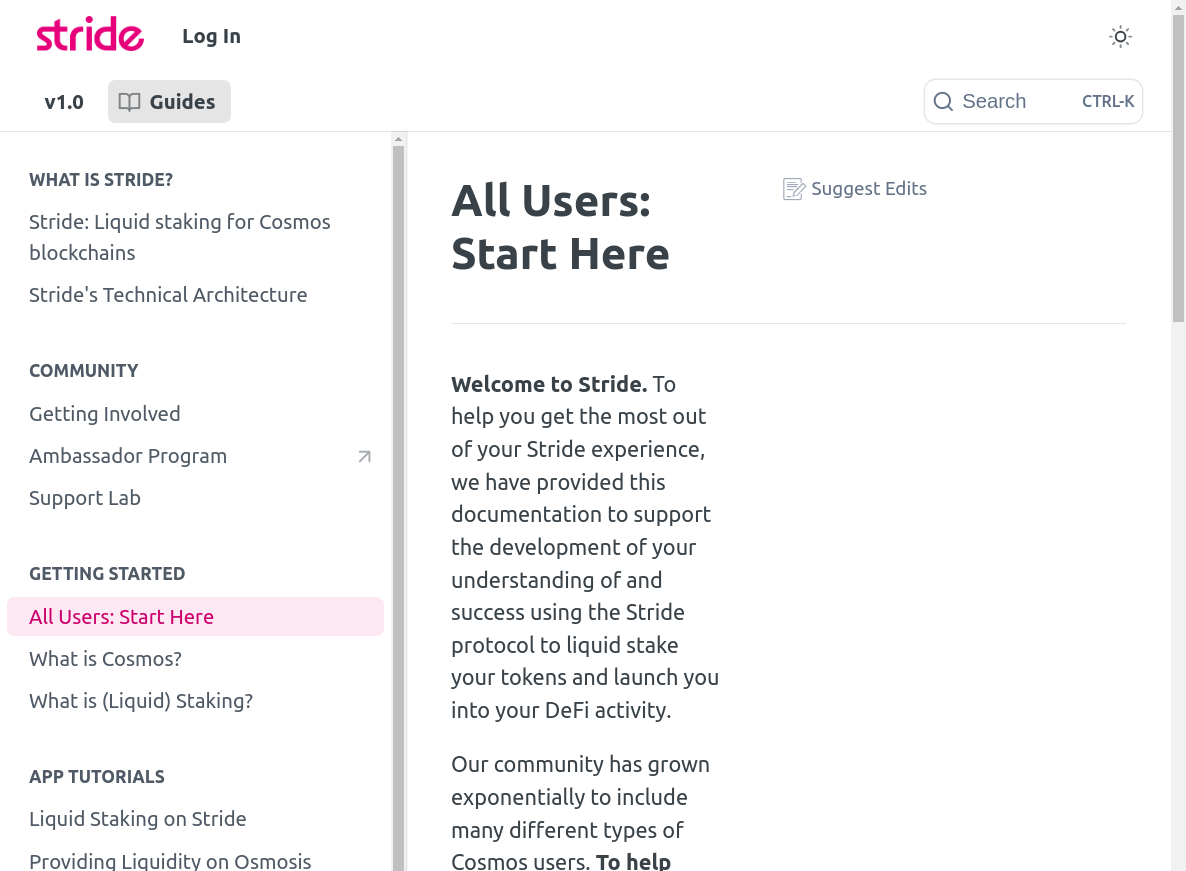 stride
Log In
v1.0
Guides
Search
CTRL-K
WHAT IS STRIDE?
Stride: Liquid staking for Cosmos
blockchains
Stride's Technical Architecture
COMMUNITY
Getting Involved
Ambassador Program
Support Lab
GETTING STARTED
All Users: Start Here
What is Cosmos?
What is (Liquid) Staking?
APP TUTORIALS
Liquid Staking on Stride
Providing Liquidity on Osmosis
All Users:
Start Here
Suggest Edits
Welcome to Stride. To
help you get the most out
of your Stride experience,
we have provided this
documentation to support
the development of your
understanding of and
success using the Stride
protocol to liquid stake
your tokens and launch you
into your DeFi activity.
Our community has grown
exponentially to include
many different types of
Cosmos users. To help